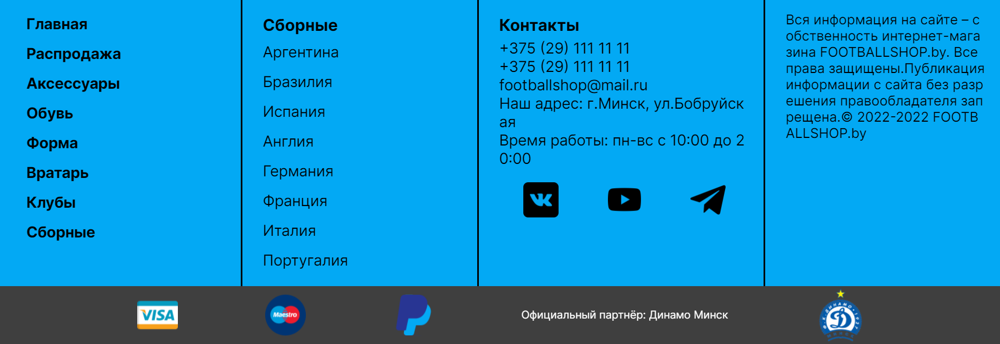 Главная
Распродажа
Аксессуары
Обувь
Форма
Вратарь
Клубы
Сборные
Сборные
Аргентина
Бразилия
Испания
Англия
Германия
Франция
Италия
Португалия
Контакты
+375 (29) 111 11 11
+375 (29) 111 11 11
footballshop@mail.ru
Наш адрес: г.Минск, ул.Бобруйск
ая
Время работы: пн-вс с 10:00 до 2
0:00
Вся информация на сайте – с
обственность интернет-мага
зина FOOTBALLSHOP.by. Все
права защищены.Публикация
информации с сайта без разр
ешения правообладателя зап
рещена.© 2022-2022 FOOTB
ALLSHOP.by
VISA
Maestro
Официальный партнёр: Динамо Минск
Ф.К.ДИНАМО•1927
Д
МИНСК